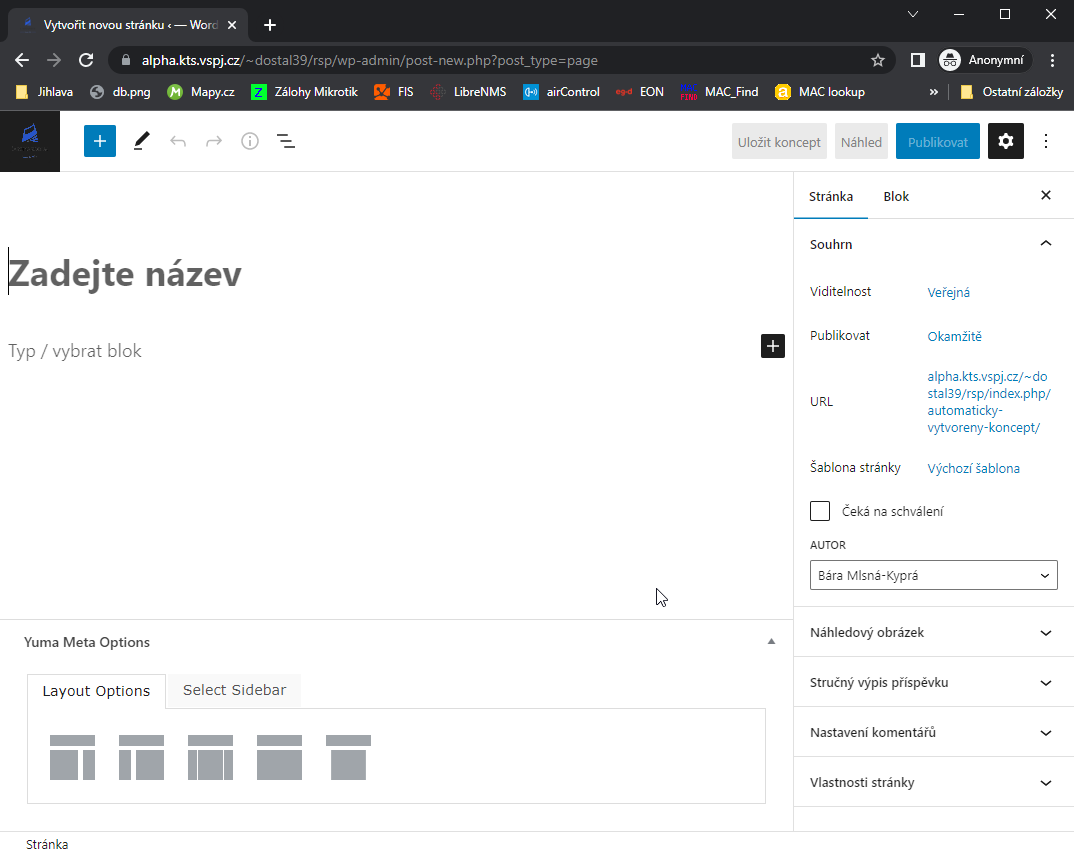 Vytvořit novou stránku ‹ — Word
alpha.kts.vspj.cz/~dostal39/rsp/wp-admin/post-new.php?post_type=page
Anonymní
Jihlava
db.png
Mapy.cz
Zálohy Mikrotik
FIS
LibreNMS
airControl
EON
MAC_Find
MAC lookup
»
Ostatní záložky
Uložit koncept
Náhled
Publikovat
Zadejte název
Typ / vybrat blok
Stránka
Blok
Souhrn
Viditelnost
Veřejná
Publikovat
Okamžitě
URL
alpha.kts.vspj.cz/~do
stal39/rsp/index.php/
automaticky-
vytvoreny-koncept/
Šablona stránky
Výchozí šablona
Čeká na schválení
AUTOR
Bára Mlsná-Kyprá
Náhledový obrázek
Stručný výpis příspěvku
Nastavení komentářů
Vlastnosti stránky
Yuma Meta Options
Layout Options
Select Sidebar
Stránka